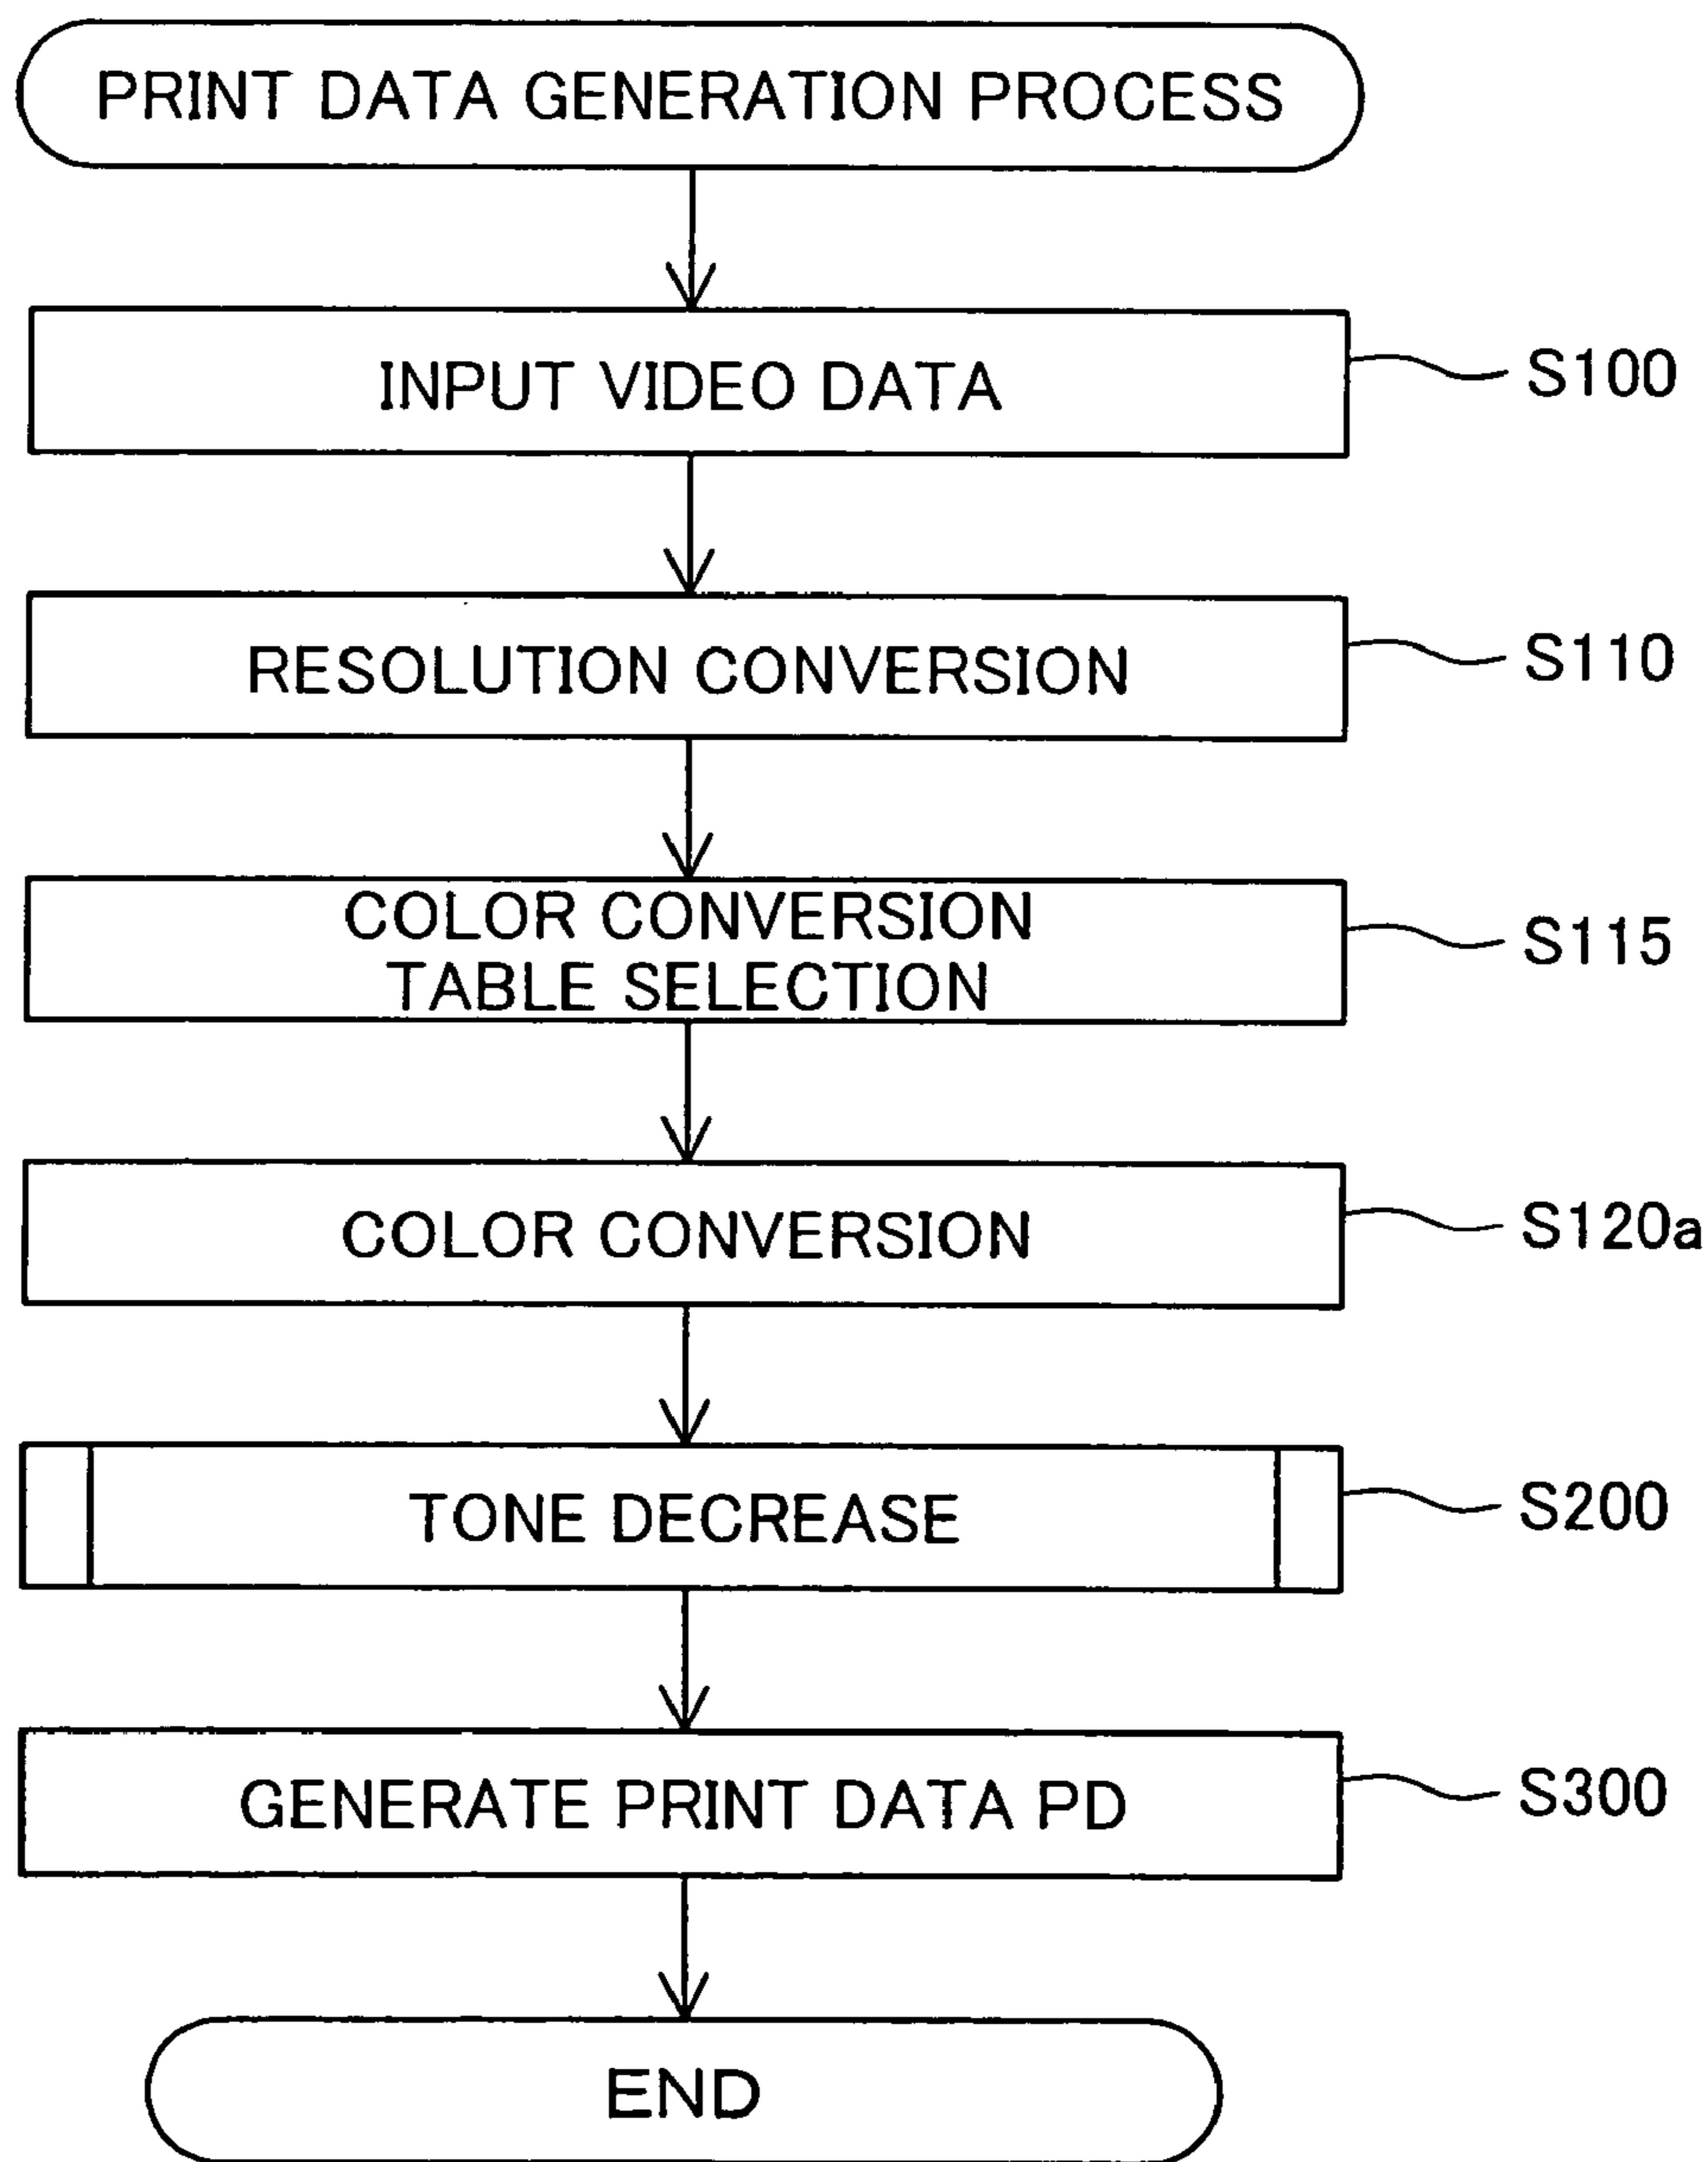 PRINT DATA GENERATION PROCESS
INPUT VIDEO DATA
S100
RESOLUTION CONVERSION
S110
COLOR CONVERSION
TABLE SELECTION
S115
COLOR CONVERSION
S120a
TONE DECREASE
S200
GENERATE PRINT DATA PD
S300
END